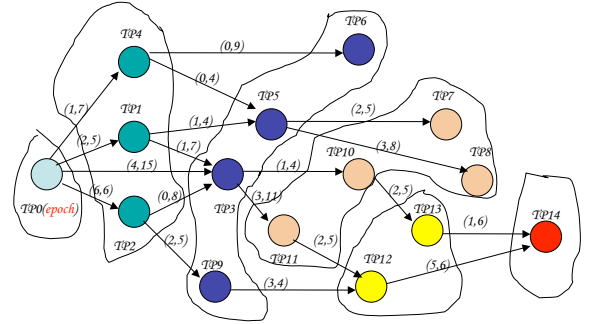 TP4
(0,9)
TP6
(0,4)
TP5
(1,7)
TP1
(1,4)
(2,5)
TP7
(2,5)
(1,7)
(3,8)
(4,15)
(1,4)
TP10
TP8
(6,6)
(0,8)
(3,11)
(2,5)
TP0(epoch)
TP3
TP13
TP14
(1,6)
TP2
(2,5)
(2,5)
TP11
TP12
TP9
(5,6)
(3,4)